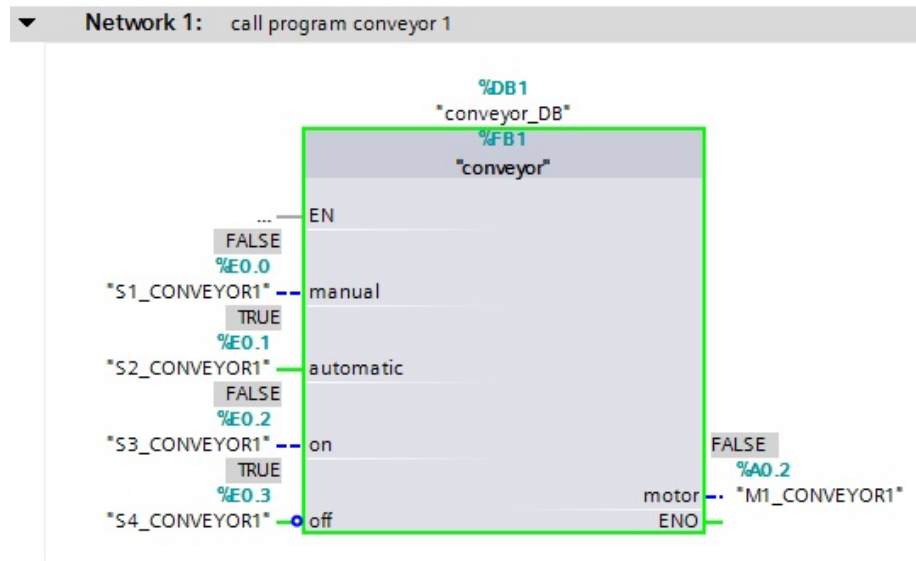 Network 1: call program conveyor 1
%DB1
"conveyor_DB"
%FB1
"conveyor"
... EN
FALSE
%E0.0
"S1_CONVEYOR1" manual
TRUE
%E0.1
"S2_CONVEYOR1" automatic
FALSE
%E0.2
"S3_CONVEYOR1" on
TRUE
%E0.3
"S4_CONVEYOR1" off
FALSE
%A0.2
motor "M1_CONVEYOR1"
ENO